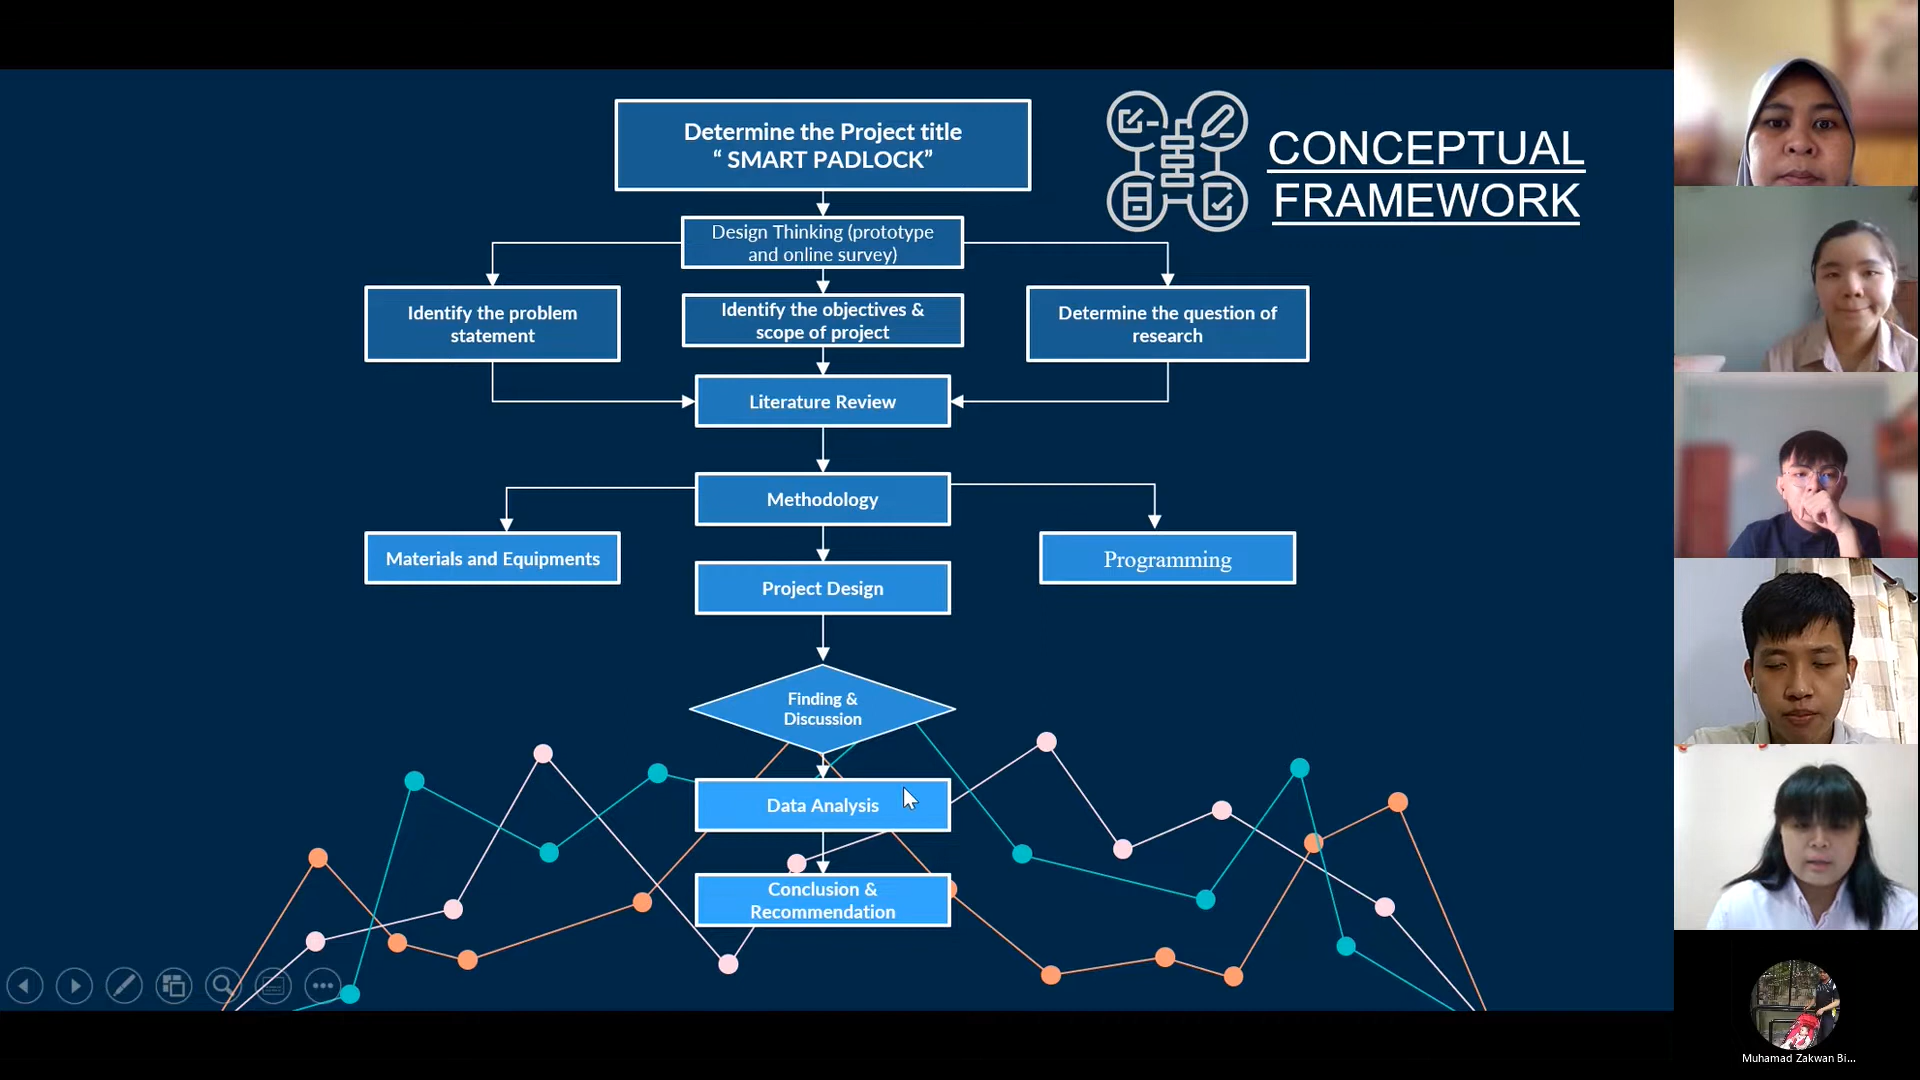 Determine the Project title
“ SMART PADLOCK”
CONCEPTUAL
FRAMEWORK
Design Thinking (prototype
and online survey)
Identify the problem
statement
Identify the objectives &
scope of project
Determine the question of
research
Literature Review
Methodology
Materials and Equipments
Programming
Project Design
Finding &
Discussion
Data Analysis
Conclusion &
Recommendation
Muhamad Zakwan Bi...